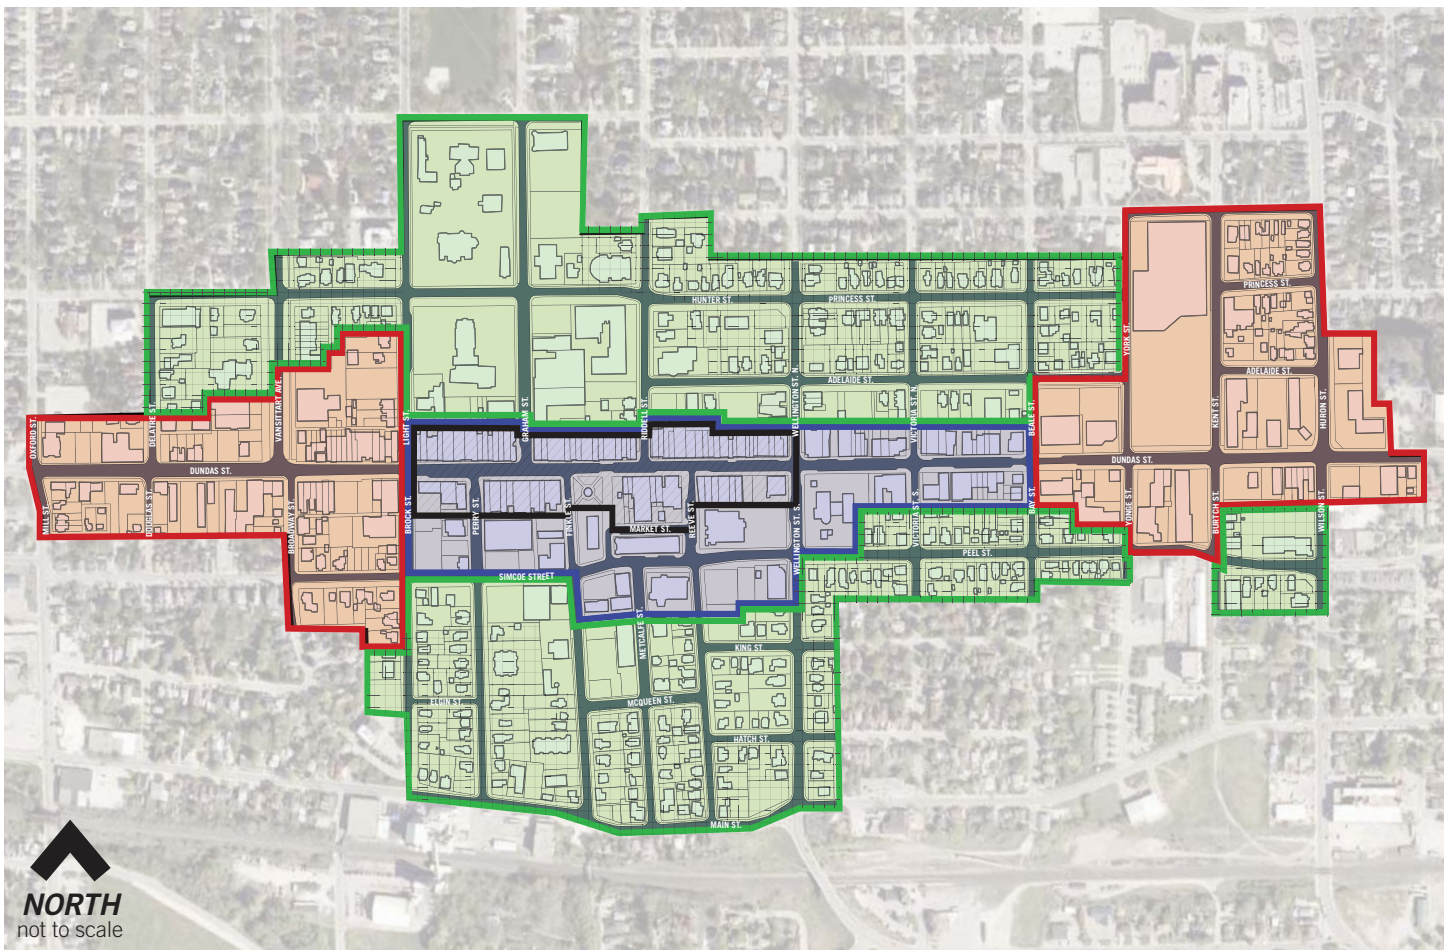 HUNTER ST.
PRINCESS ST.
PRINCESS ST.
YORK ST.
ADELAIDE ST.
ADELAIDE ST.
OXFORD ST.
DELATRE ST.
VANSITTART AVE.
LIGHT ST.
GRAHAM ST.
RIDDELL ST.
WELLINGTON ST. N.
VICTORIA ST. N.
BEALE ST.
KENT ST.
HURON ST.
DUNDAS ST.
DUNDAS ST.
MILL ST.
DOUGLAS ST.
BROADWAY ST.
BROCK ST.
PERRY ST.
FINKLE ST.
MARKET ST.
REEVE ST.
WELLINGTON ST. S.
VICTORIA ST. S.
BAY ST.
YONGE ST.
BURTCH ST.
WILSON ST.
PEEL ST.
SIMCOE STREET
METCALFE ST.
KING ST.
ELGIN ST.
MCQUEEN ST.
HATCH ST.
MAIN ST.
NORTH
not to scale